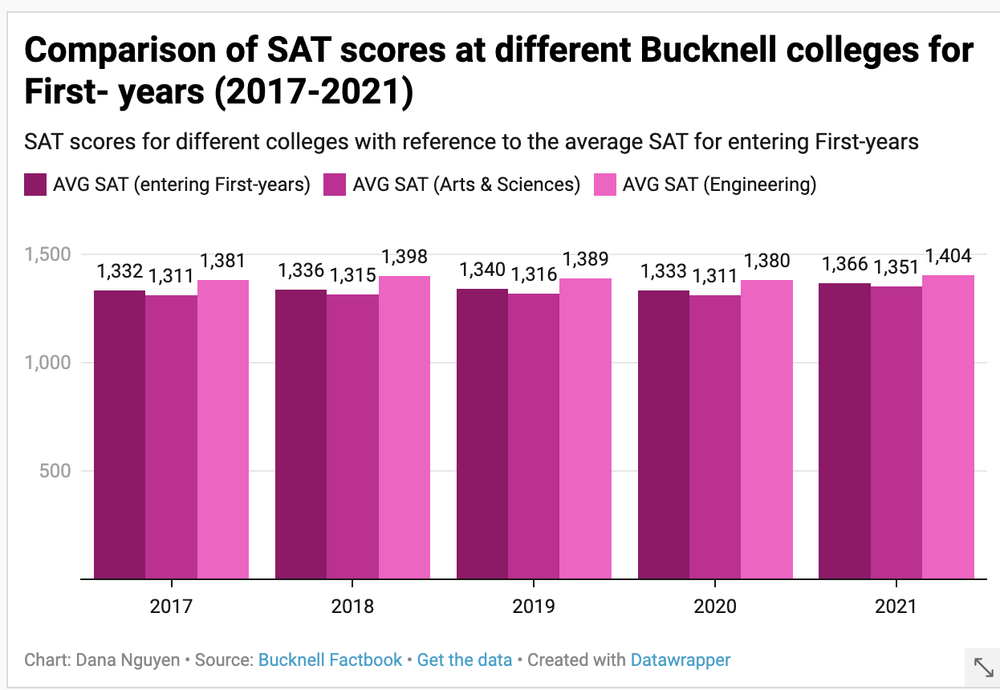 Comparison of SAT scores at different Bucknell colleges for
First- years (2017-2021)
SAT scores for different colleges with reference to the average SAT for entering First-years
AVG SAT (entering First-years) AVG SAT (Arts & Sciences) AVG SAT (Engineering)
1,500
1,000
500
1,332 1,311 1,381
1,336 1,315 1,398
1,340 1,316 1,389
1,333 1,311 1,380
1,366 1,351 1,404
2017 2018 2019 2020 2021
Chart: Dana Nguyen • Source: Bucknell Factbook • Get the data • Created with Datawrapper